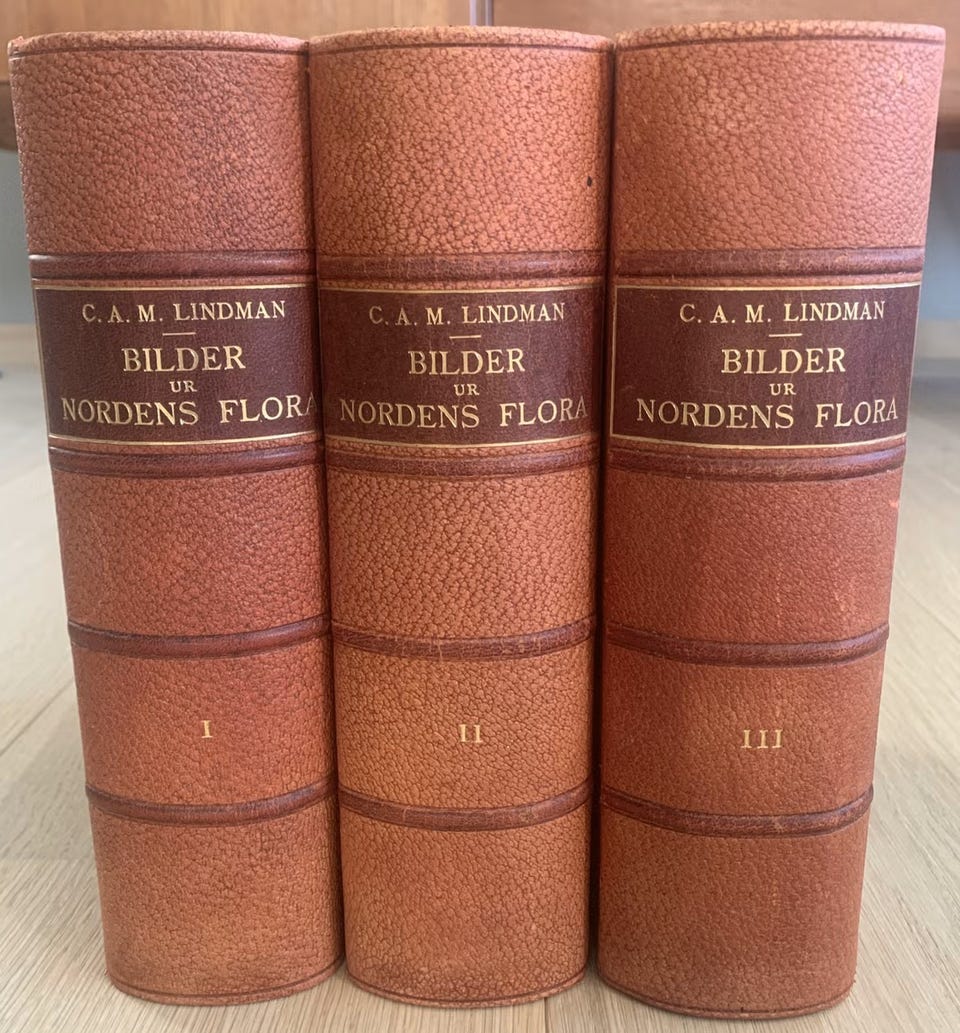 C. A. M. LINDMAN
BILDER
UR
NORDENS FLORA
I
C. A. M. LINDMAN
BILDER
UR
NORDENS FLORA
II
C. A. M. LINDMAN
BILDER
UR
NORDENS FLORA
III